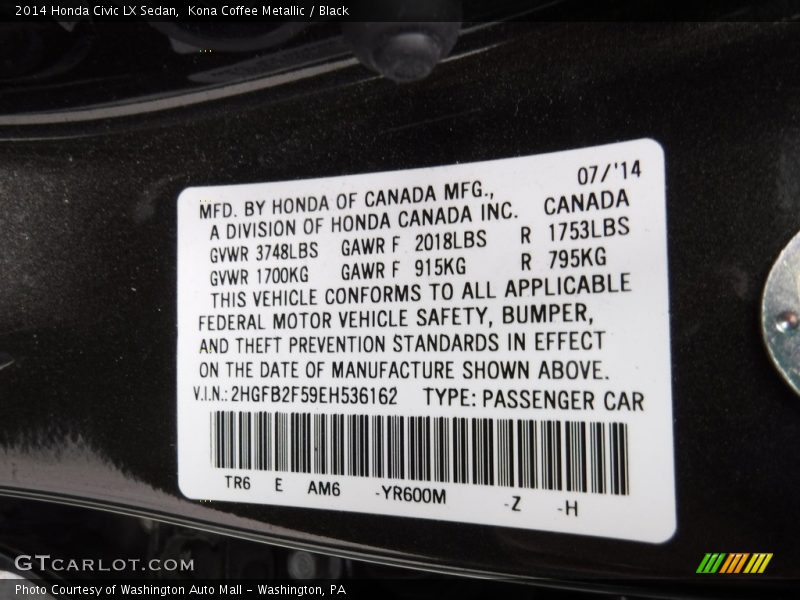 2014 Honda Civic LX Sedan,  Kona Coffee Metallic / Black
MFD. BY HONDA OF CANADA MFG., 07/'14
A DIVISION OF HONDA CANADA INC. CANADA
GVWR 3748LBS GAWR F 2018LBS R 1753LBS
GVWR 1700KG GAWR F 915KG R 795KG
THIS VEHICLE CONFORMS TO ALL APPLICABLE
FEDERAL MOTOR VEHICLE SAFETY, BUMPER,
AND THEFT PREVENTION STANDARDS IN EFFECT
ON THE DATE OF MANUFACTURE SHOWN ABOVE.
V.I.N.: 2HGFB2F59EH536162 TYPE: PASSENGER CAR
TR6 E AM6 -YR600M -Z -H
GTCARLOT.COM
Photo Courtesy of Washington Auto Mall - Washington, PA